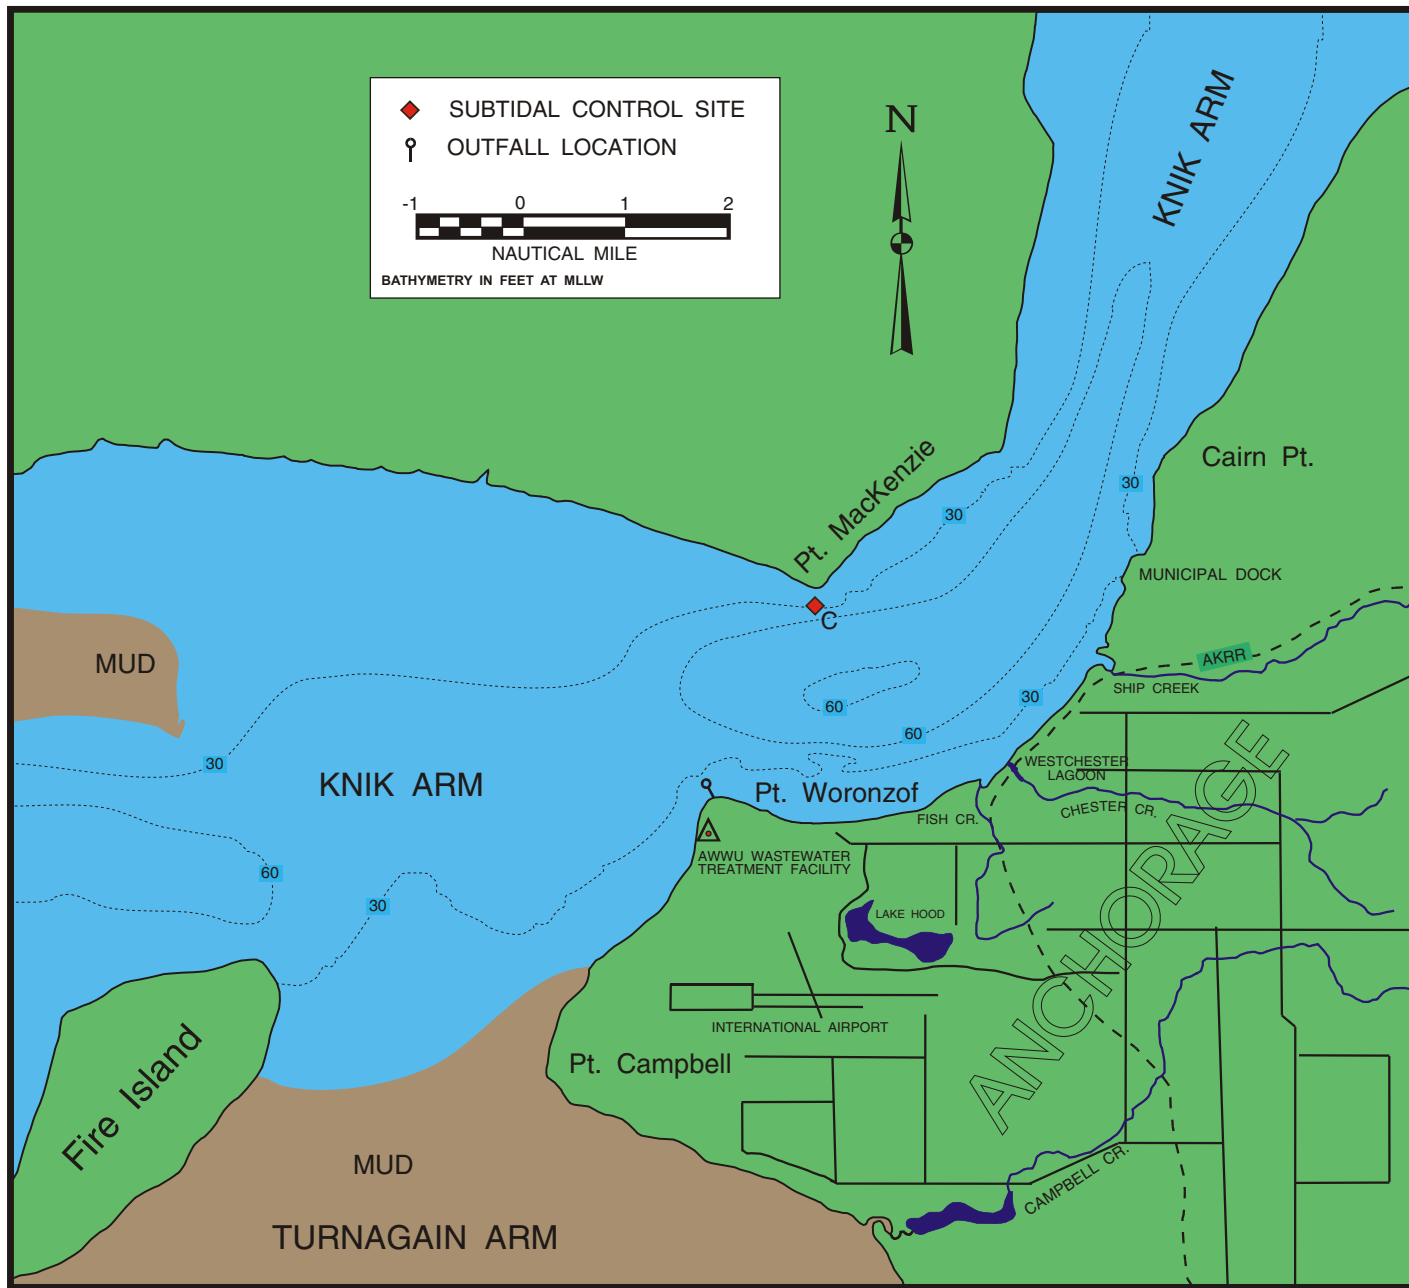 SUBTIDAL CONTROL SITE
OUTFALL LOCATION
-1 0 1 2
NAUTICAL MILE
BATHYMETRY IN FEET AT MLLW
N
KNIK ARM
Cairn Pt.
Pt. MacKenzie
30
30
MUNICIPAL DOCK
C
MUD
AKRR
SHIP CREEK
30
60
60
30
KNIK ARM
Pt. Woronzof
WESTCHESTER
LAGOON
CHESTER CR.
FISH CR.
ANCHORAGE
AWWU WASTEWATER
TREATMENT FACILITY
60
30
LAKE HOOD
INTERNATIONAL AIRPORT
Pt. Campbell
Fire Island
MUD
CAMPBELL CR.
TURNAGAIN ARM